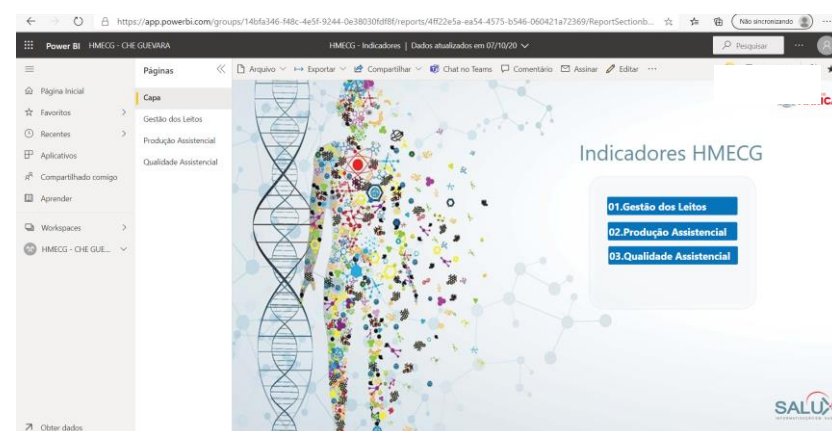 https://app.powerbi.com/groups/14bfa346-f48c-4e5f-9244-0e38030fdf8f/reports/4ff22e5a-ea54-4575-b546-060421a72369/ReportSectionb...
Não sincronizando
Power BI HMECG - CHE GUEVARA
HMECG - Indicadores | Dados atualizados em 07/10/20
Pesquisar
Páginas
Arquivo Exportar Compartilhar Chat no Teams Comentário Assinar Editar ...
Página Inicial
Favoritos
Recentes
Aplicativos
Compartilhado comigo
Aprender
Workspaces
HMECG - CHE GUE...
Obter dados
Capa
Gestão dos Leitos
Produção Assistencial
Qualidade Assistencial
Indicadores HMECG
01.Gestão dos Leitos
02.Produção Assistencial
03.Qualidade Assistencial
SALUX